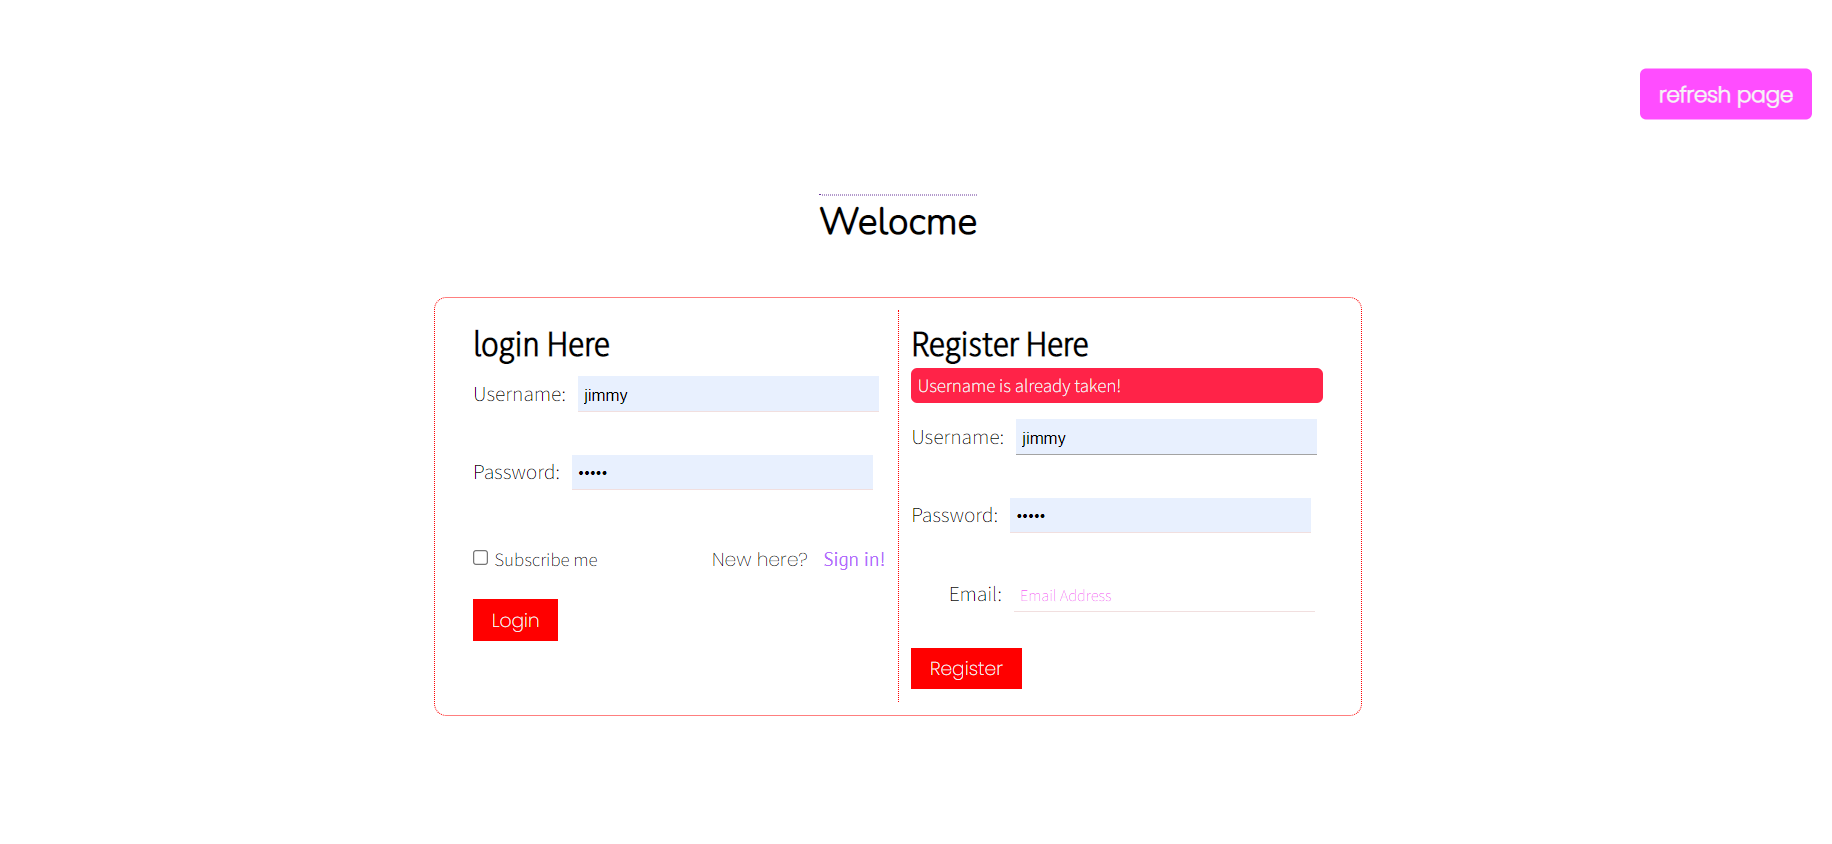 refresh page
Welocme
login Here
Username: jimmy
Password: •••••
Subscribe me New here? Sign in!
Login
Register Here
Username is already taken!
Username: jimmy
Password: •••••
Email: Email Address
Register